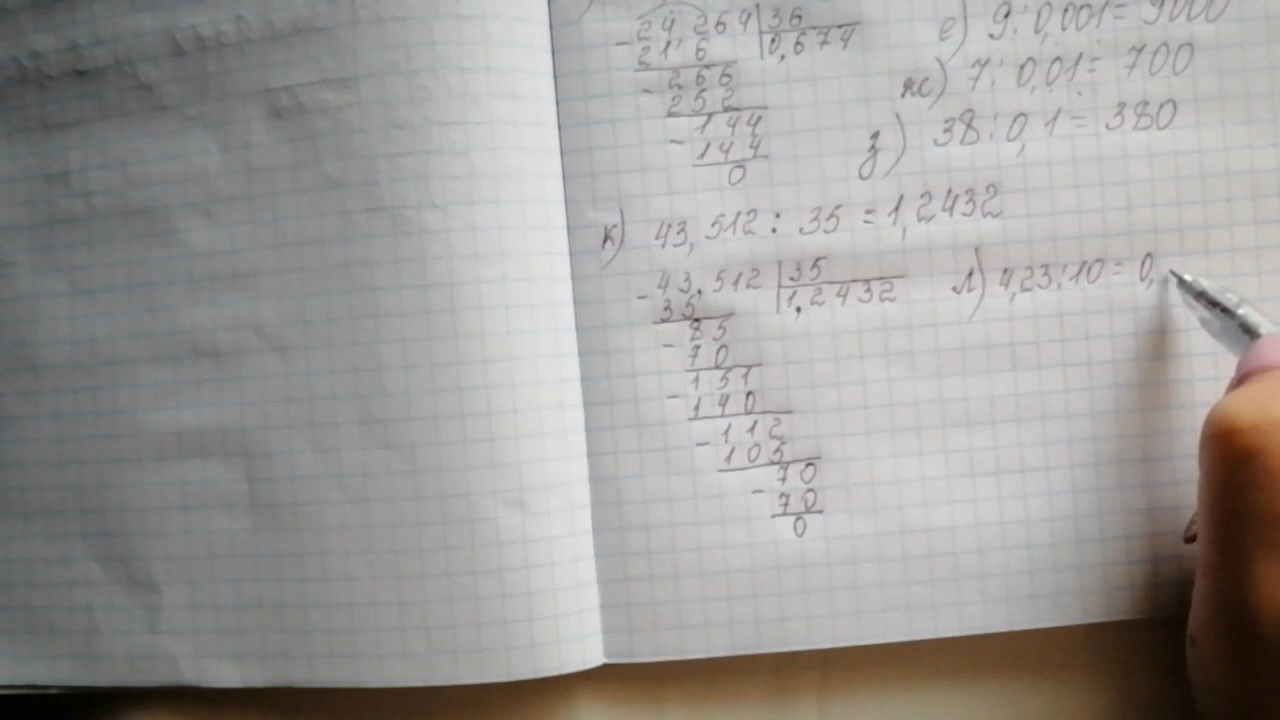 24,264 36
- 21 6 0,674
266
- 252
144
- 144
0
е) 9 : 0,001 = 9000
ж) 7 : 0,01 = 700
з) 38 : 0,1 = 380
к) 43,512 : 35 = 1,2432
- 43,512 35
35 1,2432
- 85
70
- 151
140
- 112
105
- 70
70
0
л) 4,23 : 10 = 0,